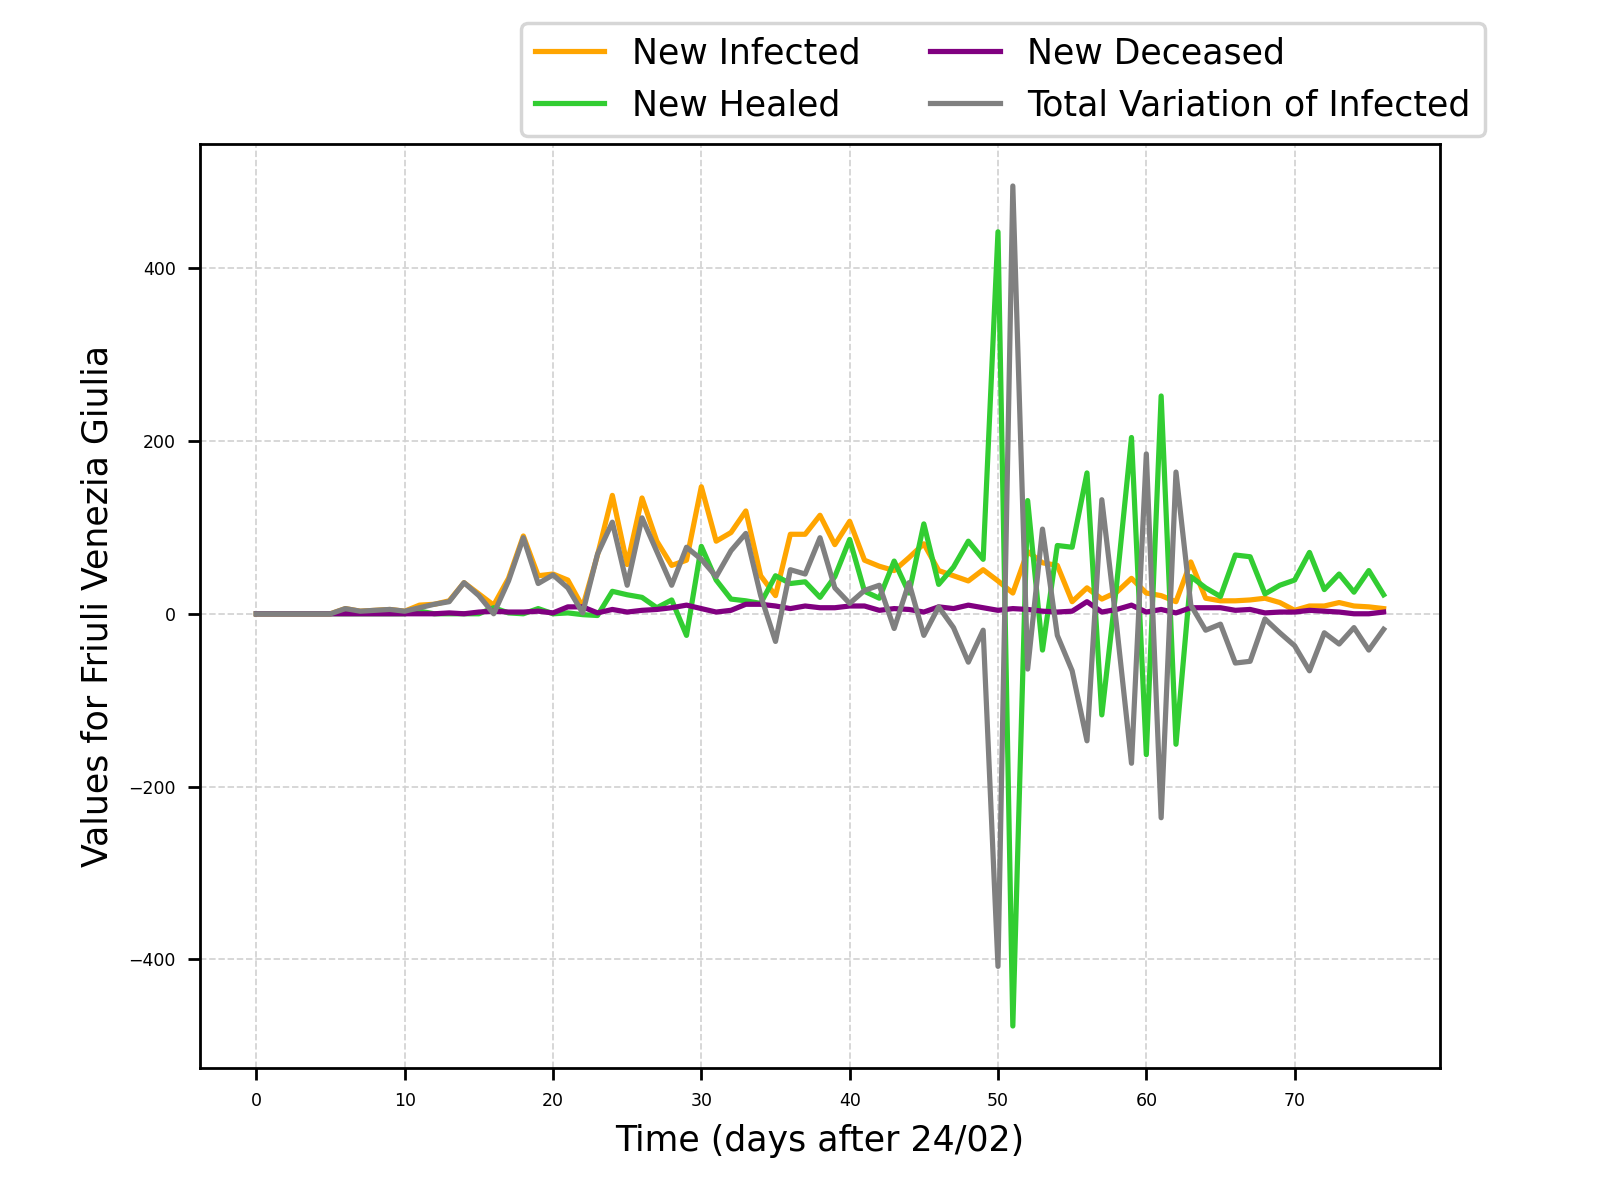 New Infected
New Healed
New Deceased
Total Variation of Infected
Values for Friuli Venezia Giulia
400
200
0
−200
−400
0 10 20 30 40 50 60 70
Time (days after 24/02)